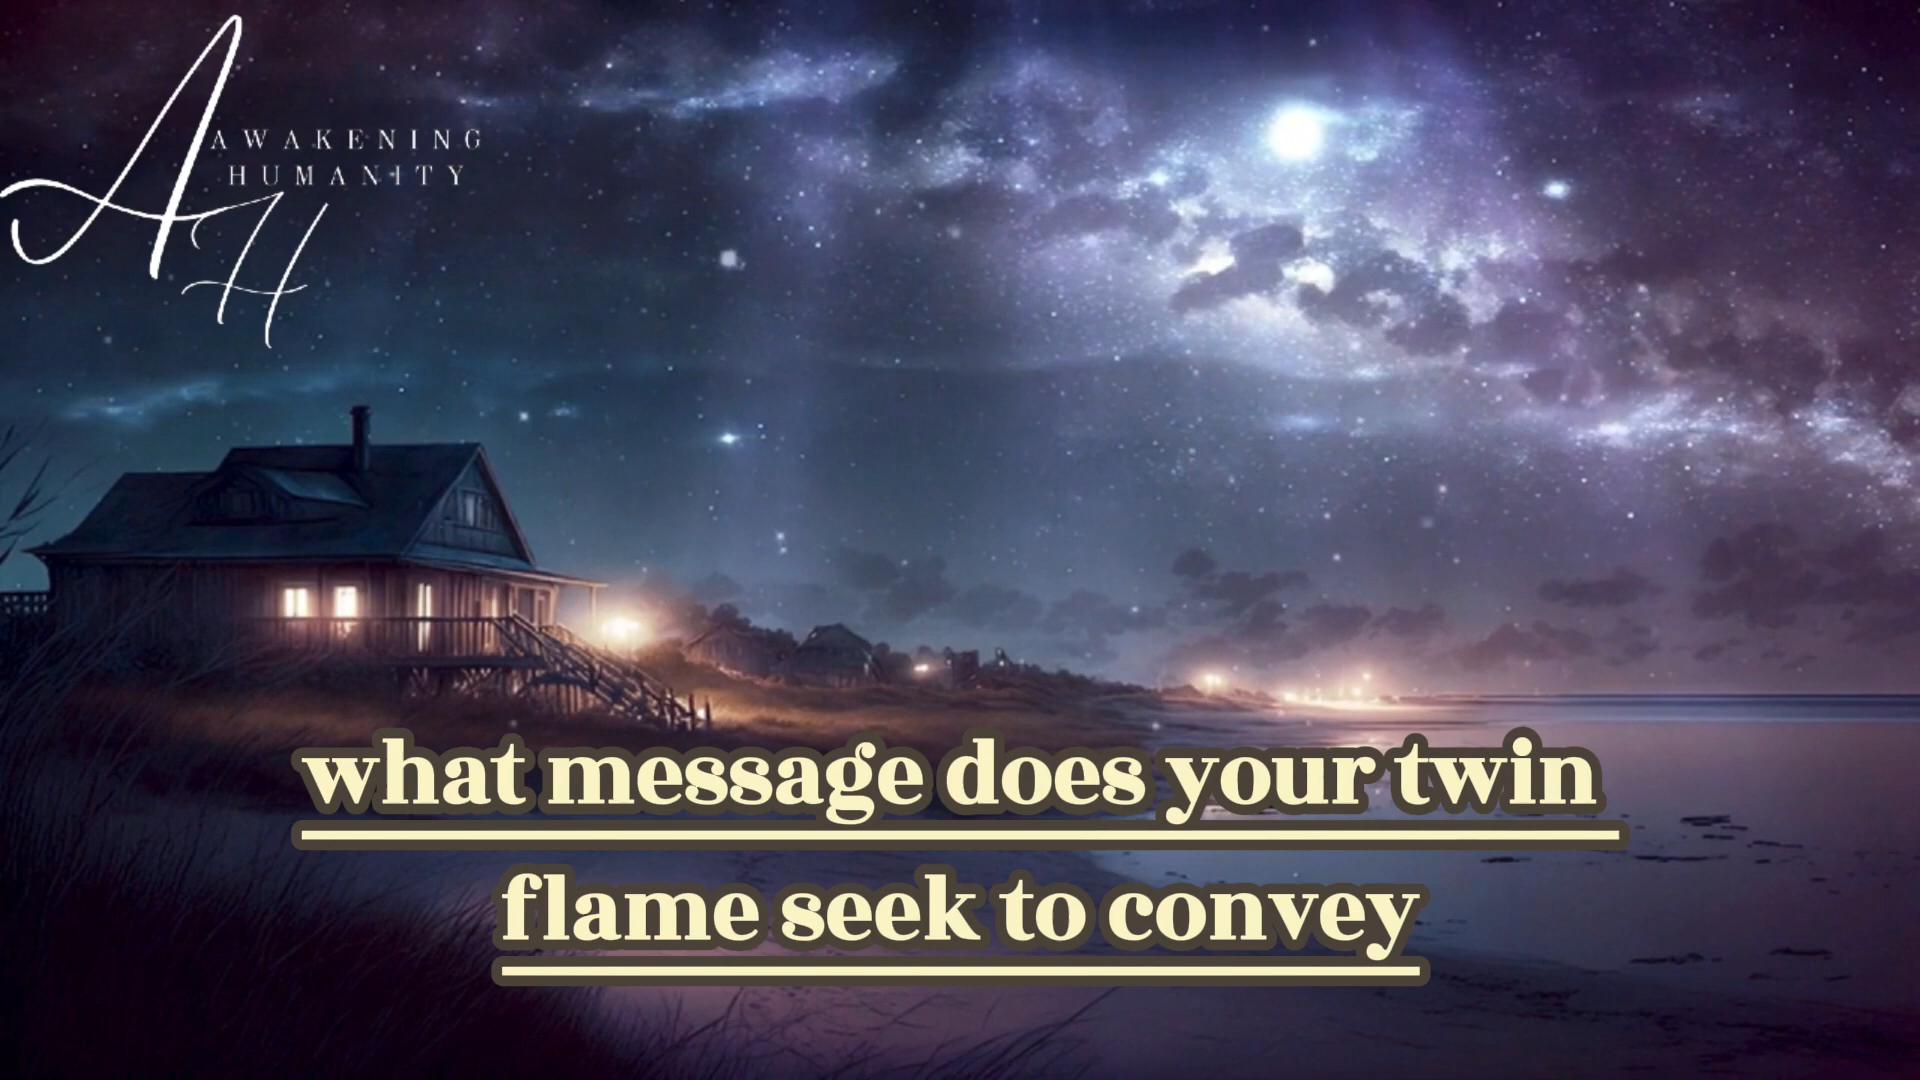 AWAKENING
HUMANITY
AH
what message does your twin
flame seek to convey